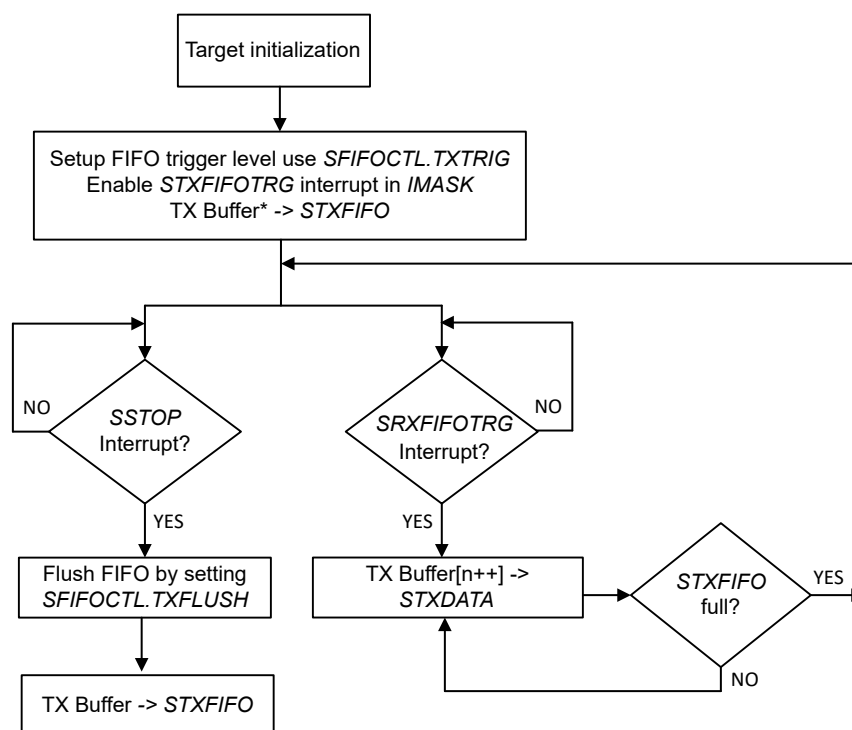 Target initialization
Setup FIFO trigger level use SFIFOCTL.TXTRIG
Enable STXFIFOTRG interrupt in IMASK
TX Buffer* -> STXFIFO
NO
SSTOP
Interrupt?
YES
SRXFIFOTRG
Interrupt?
NO
YES
Flush FIFO by setting
SFIFOCTL.TXFLUSH
TX Buffer[n++] ->
STXDATA
STXFIFO
full?
YES
NO
TX Buffer -> STXFIFO